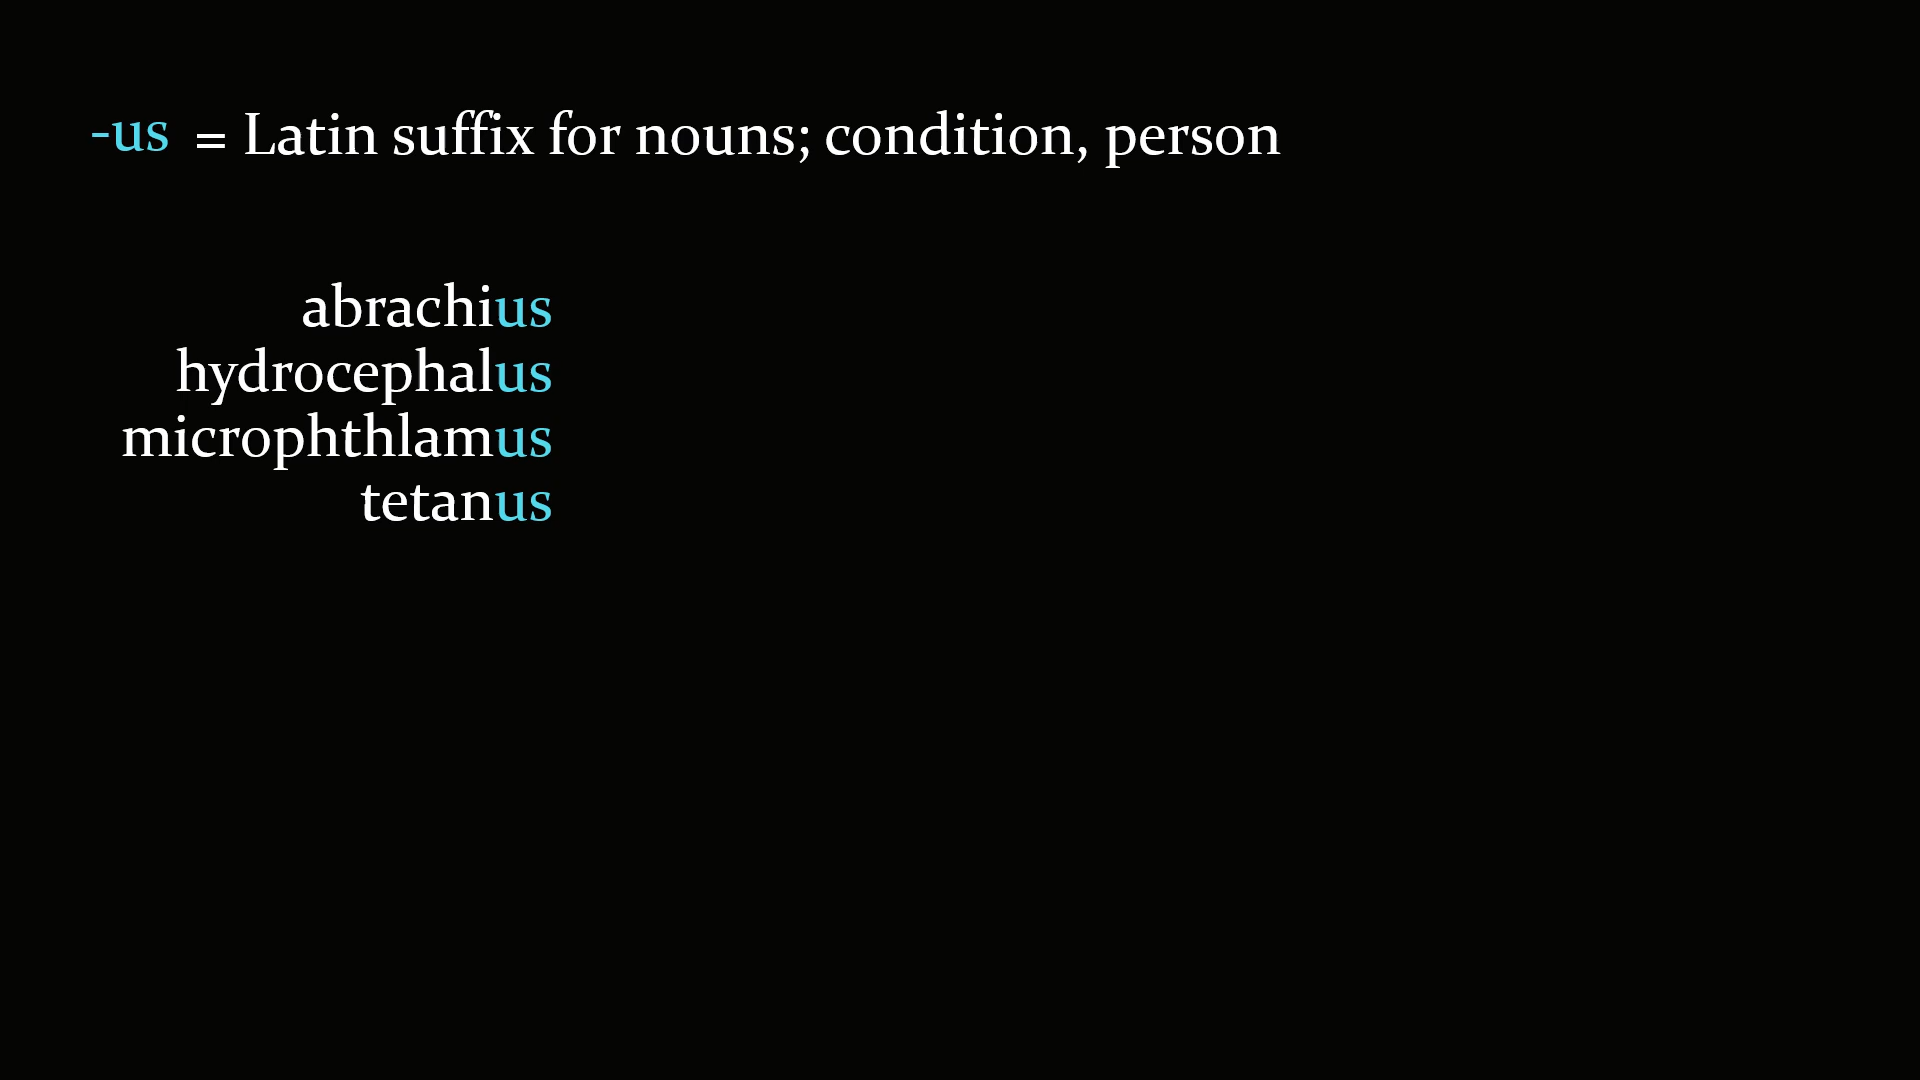 -us = Latin suffix for nouns; condition, person
abrachius
hydrocephalus
microphthlamus
tetanus